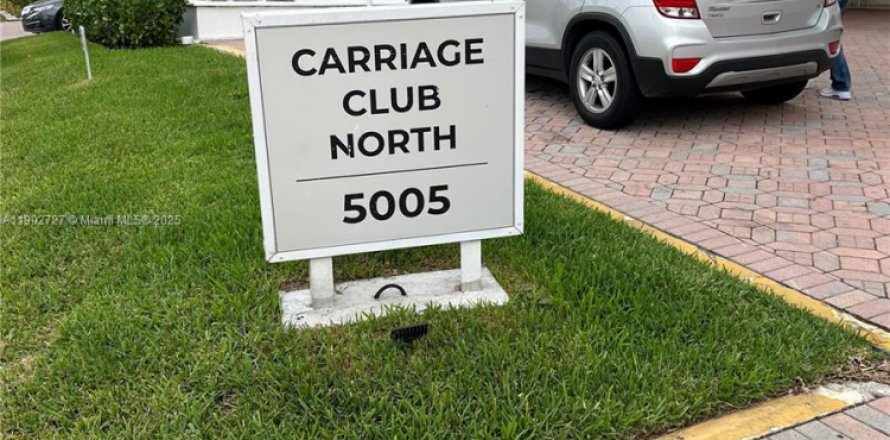 CARRIAGE
CLUB
NORTH
5005
A11992727 © Miami MLS © 2025